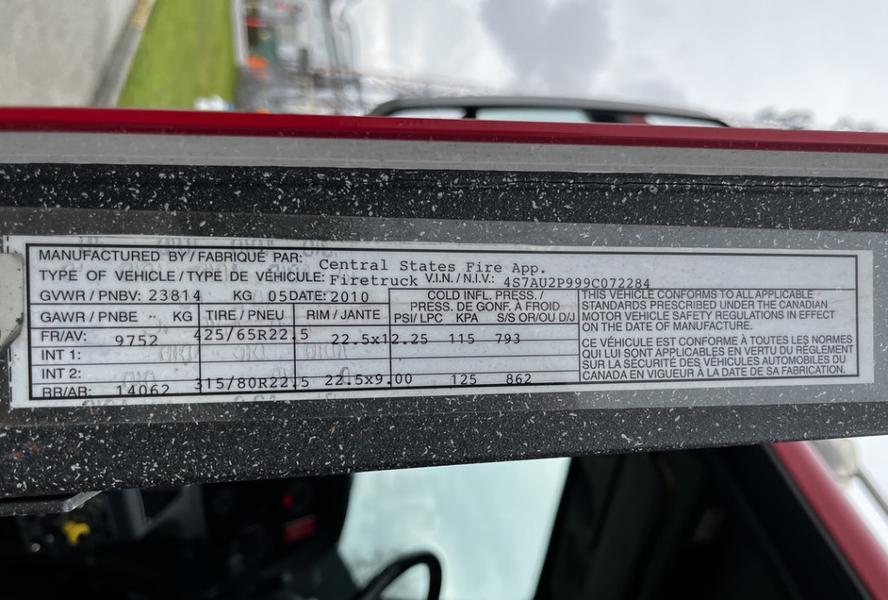 MANUFACTURED BY / FABRIQUÉ PAR: Central States Fire App.
TYPE OF VEHICLE / TYPE DE VÉHICULE: Firetruck V.I.N. / N.I.V.: 4S7AU2P999C072284
GVWR / PNBV: 23814 KG 05 DATE: 2010
COLD INFL. PRESS. /
PRESS. DE GONF. À FROID
GAWR / PNBE KG TIRE / PNEU RIM / JANTE PSI/ LPC KPA S/S OR/OU D/J
FR/AV: 9752 425/65R22.5 22.5x12.25 115 793
INT 1:
INT 2:
RR/AR: 14062 315/80R22.5 22.5x9.00 125 862
THIS VEHICLE CONFORMS TO ALL APPLICABLE
STANDARDS PRESCRIBED UNDER THE CANADIAN
MOTOR VEHICLE SAFETY REGULATIONS IN EFFECT
ON THE DATE OF MANUFACTURE.
CE VÉHICULE EST CONFORME À TOUTES LES NORMES
QUI LUI SONT APPLICABLES EN VERTU DU RÈGLEMENT
SUR LA SÉCURITÉ DES VÉHICULES AUTOMOBILES DU
CANADA EN VIGUEUR À LA DATE DE SA FABRICATION.